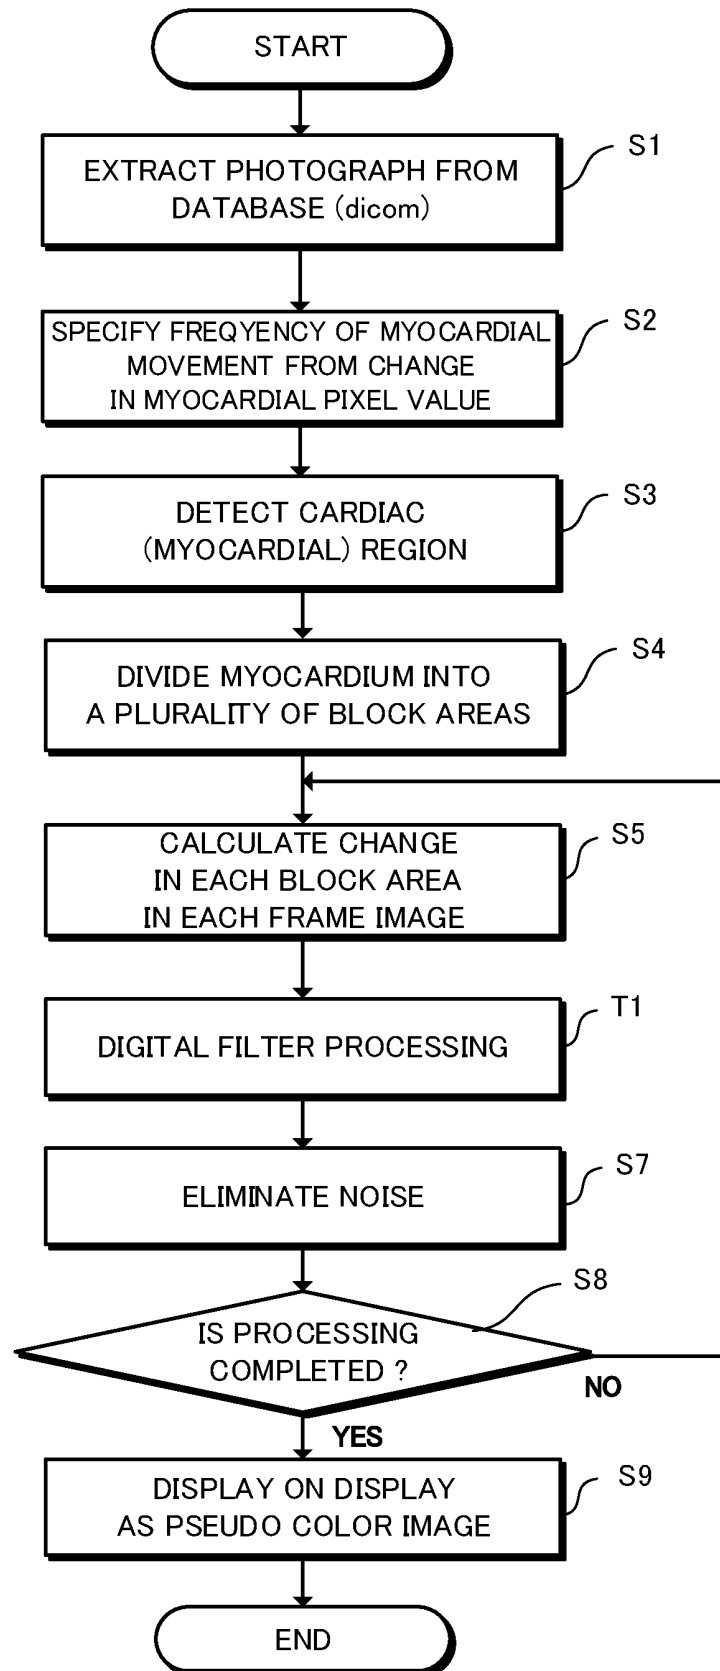 START
S1
EXTRACT PHOTOGRAPH FROM
DATABASE (dicom)
S2
SPECIFY FREQYENCY OF MYOCARDIAL
MOVEMENT FROM CHANGE
IN MYOCARDIAL PIXEL VALUE
S3
DETECT CARDIAC
(MYOCARDIAL) REGION
S4
DIVIDE MYOCARDIUM INTO
A PLURALITY OF BLOCK AREAS
S5
CALCULATE CHANGE
IN EACH BLOCK AREA
IN EACH FRAME IMAGE
T1
DIGITAL FILTER PROCESSING
S7
ELIMINATE NOISE
S8
IS PROCESSING
COMPLETED ?
NO
YES
S9
DISPLAY ON DISPLAY
AS PSEUDO COLOR IMAGE
END